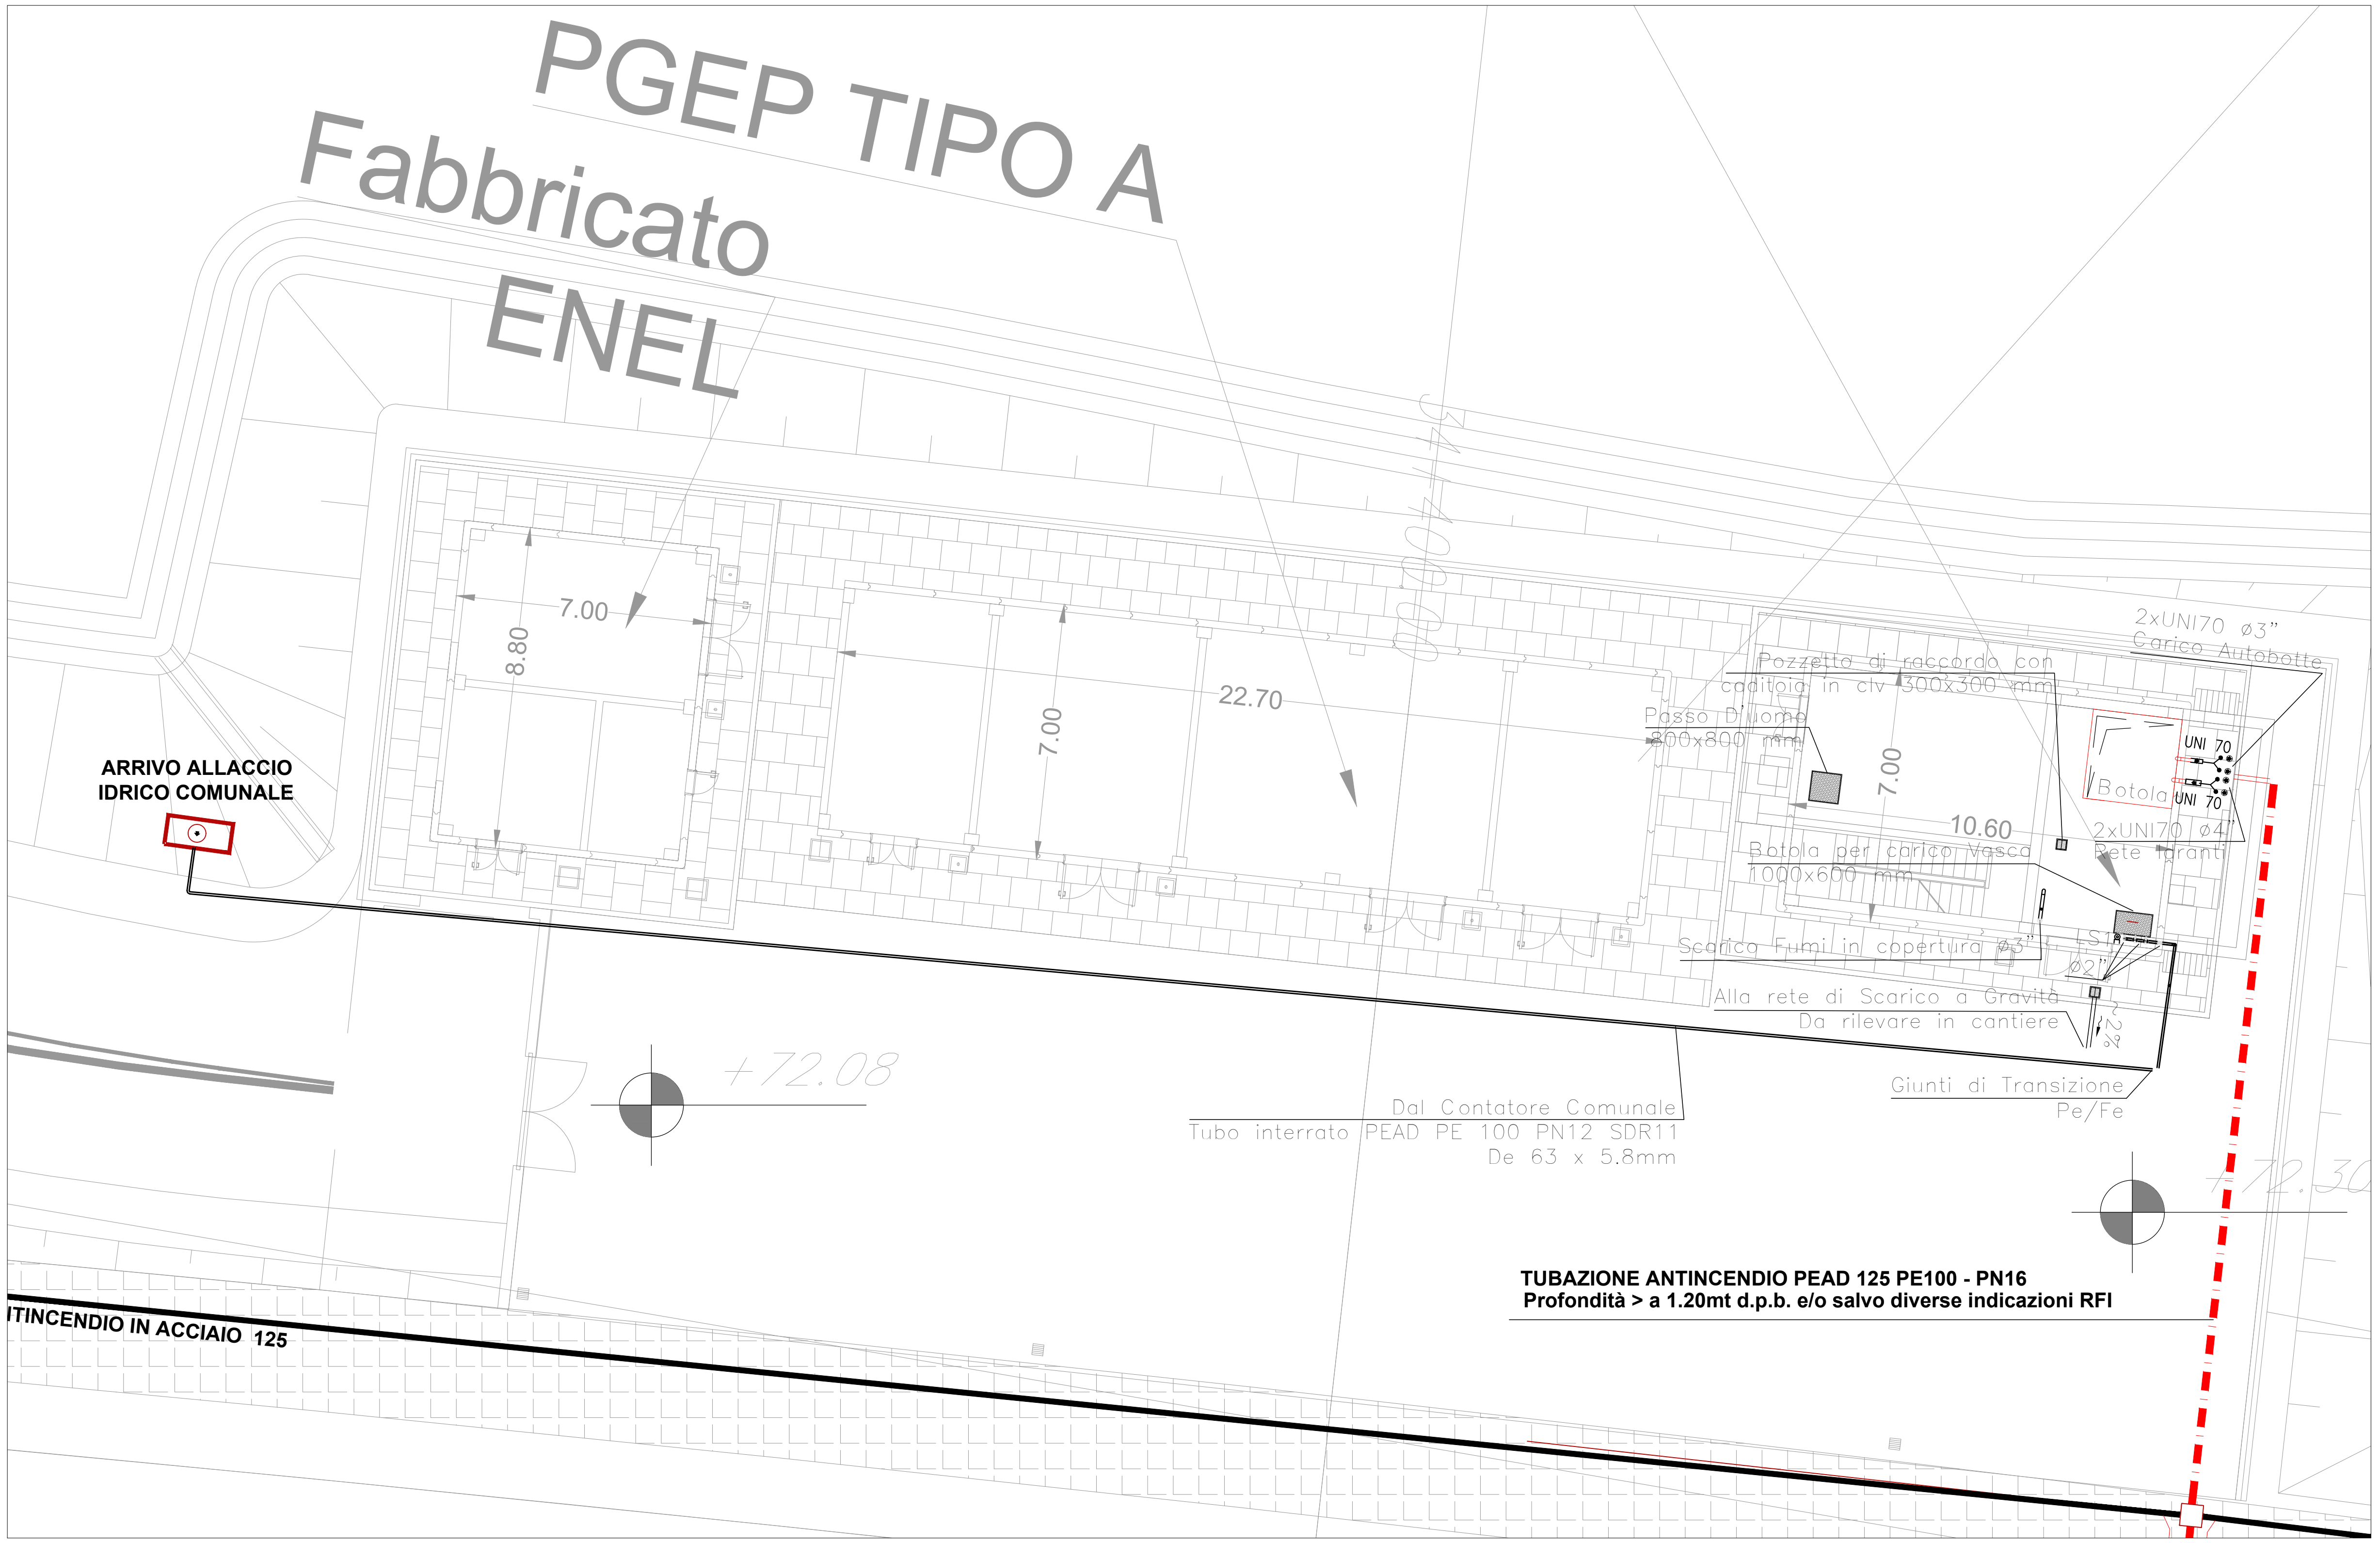 PGEP TIPO A
Fabbricato
ENEL
7.00
8.80
22.70
7.00
2xUNI70 ø3"
Carico Autobotte
Pozzetto di raccordo con
caditoia in clv 300x300 mm
Passo D'uomo
800x800 mm
UNI 70
Botola
UNI 70
7.00
10.60
2xUNI70 ø4"
Rete Idranti
Botola per carico Vasca
1000x600 mm
ARRIVO ALLACCIO
IDRICO COMUNALE
Scarico Fumi in copertura ø3"
ø2"
Alla rete di Scarico a Gravità
Da rilevare in cantiere
~2%
Giunti di Transizione
Pe/Fe
+72.08
Dal Contatore Comunale
Tubo interrato PEAD PE 100 PN12 SDR11
De 63 x 5.8mm
+72.30
TUBAZIONE ANTINCENDIO PEAD 125 PE100 - PN16
Profondità > a 1.20mt d.p.b. e/o salvo diverse indicazioni RFI
ITINCENDIO IN ACCIAIO 125